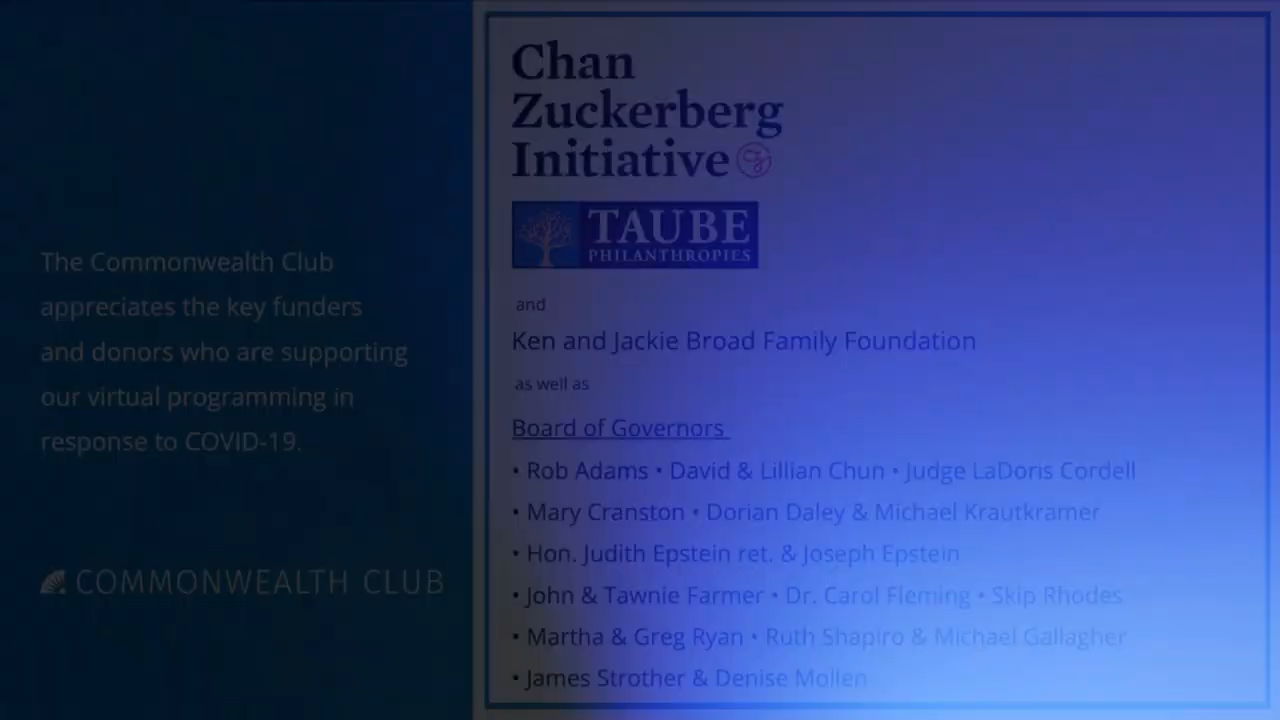 The Commonwealth Club
appreciates the key funders
and donors who are supporting
our virtual programming in
response to COVID-19.
COMMONWEALTH CLUB
Chan
Zuckerberg
Initiative
TAUBE
PHILANTHROPIES
and
Ken and Jackie Broad Family Foundation
as well as
Board of Governors
• Rob Adams • David & Lillian Chun • Judge LaDoris Cordell
• Mary Cranston • Dorian Daley & Michael Krautkramer
• Hon. Judith Epstein ret. & Joseph Epstein
• John & Tawnie Farmer • Dr. Carol Fleming • Skip Rhodes
• Martha & Greg Ryan • Ruth Shapiro & Michael Gallagher
• James Strother & Denise Mollen